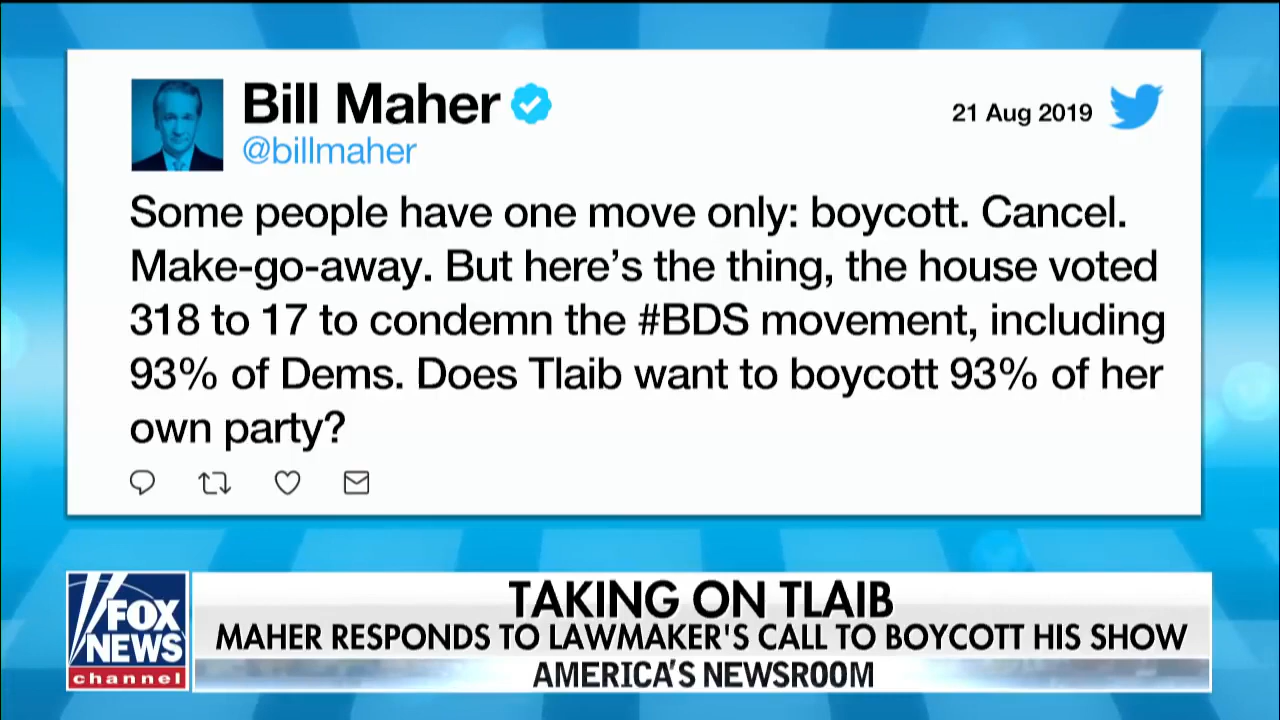 Bill Maher
@billmaher
21 Aug 2019
Some people have one move only: boycott. Cancel.
Make-go-away. But here's the thing, the house voted
318 to 17 to condemn the #BDS movement, including
93% of Dems. Does Tlaib want to boycott 93% of her
own party?
FOX
NEWS
channel
TAKING ON TLAIB
MAHER RESPONDS TO LAWMAKER'S CALL TO BOYCOTT HIS SHOW
AMERICA'S NEWSROOM